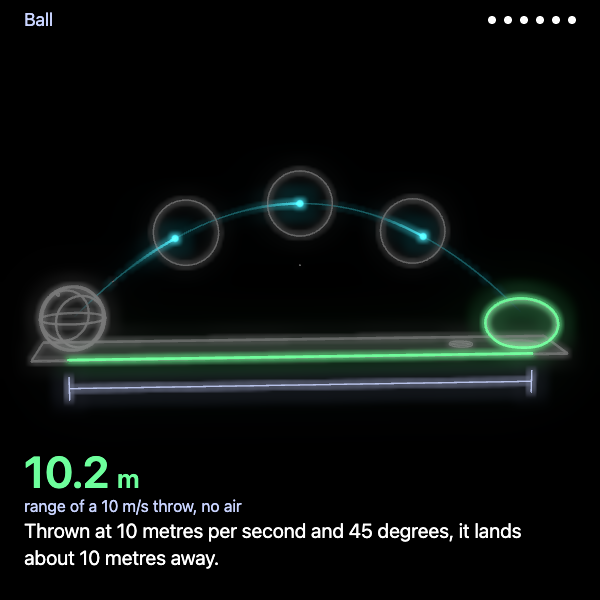 Ball
10.2 m
range of a 10 m/s throw, no air
Thrown at 10 metres per second and 45 degrees, it lands
about 10 metres away.